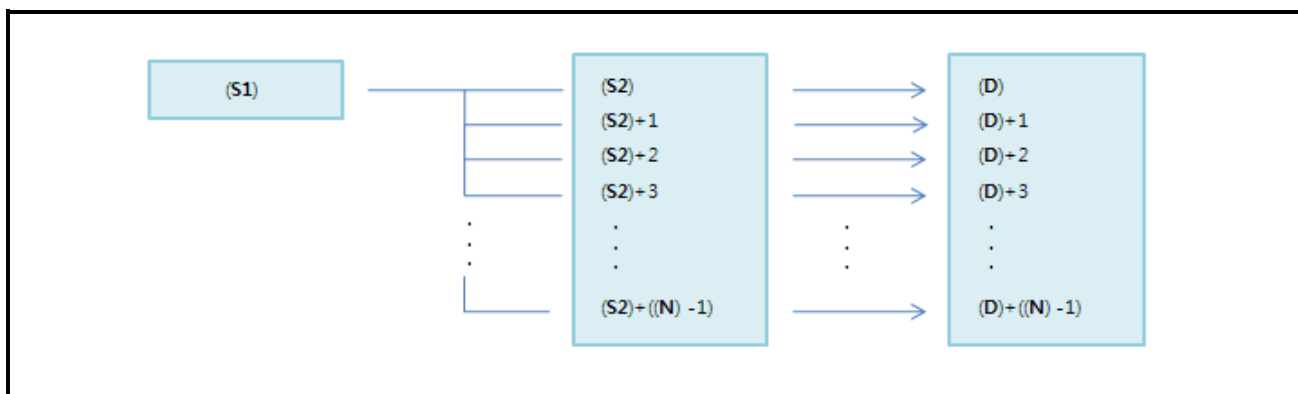 (S1) (S2) (D)
(S2)+1 (D)+1
(S2)+2 (D)+2
(S2)+3 (D)+3
(S2)+((N) -1) (D)+((N) -1)